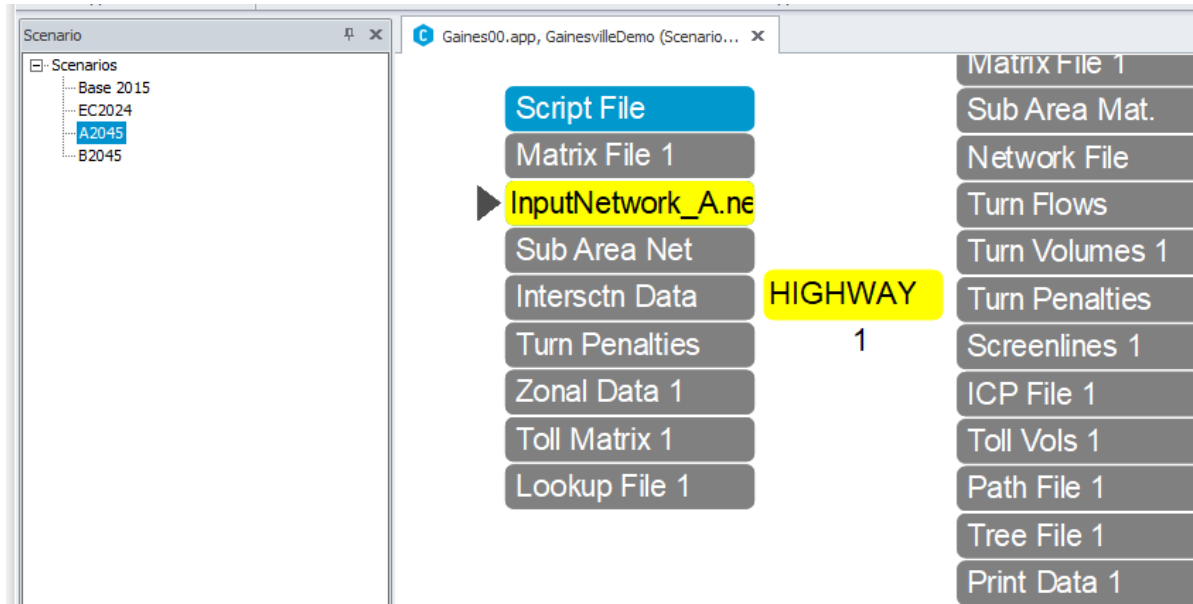 Scenario
Scenarios
Base 2015
EC2024
A2045
B2045
Gaines00.app, GainesvilleDemo (Scenario...
Script File
Matrix File 1
InputNetwork_A.ne
Sub Area Net
Intersctn Data
Turn Penalties
Zonal Data 1
Toll Matrix 1
Lookup File 1
HIGHWAY
1
Matrix File 1
Sub Area Mat.
Network File
Turn Flows
Turn Volumes 1
Turn Penalties
Screenlines 1
ICP File 1
Toll Vols 1
Path File 1
Tree File 1
Print Data 1